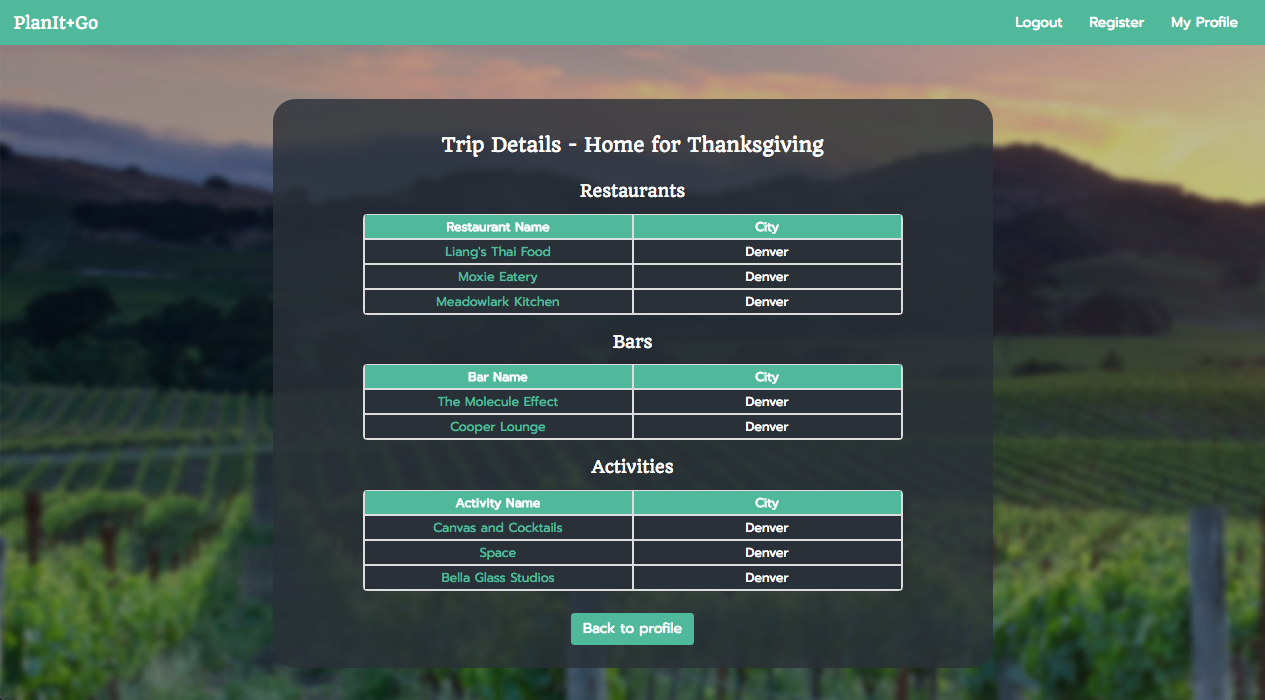 PlanIt+Go Logout Register My Profile
Trip Details - Home for Thanksgiving
Restaurants
Restaurant Name City
Liang's Thai Food Denver
Moxie Eatery Denver
Meadowlark Kitchen Denver
Bars
Bar Name City
The Molecule Effect Denver
Cooper Lounge Denver
Activities
Activity Name City
Canvas and Cocktails Denver
Space Denver
Bella Glass Studios Denver
Back to profile